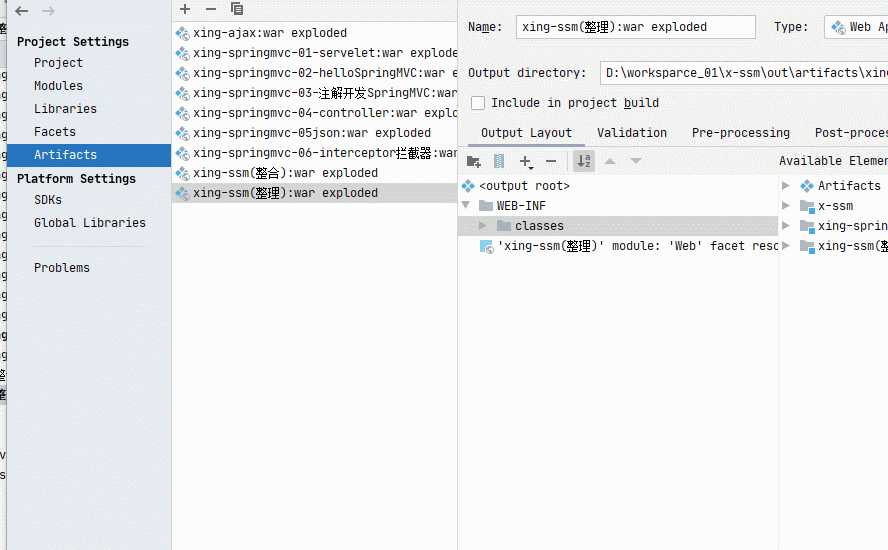 Project Settings
Project
Modules
Libraries
Facets
Artifacts
Platform Settings
SDKs
Global Libraries
Problems
xing-ajax:war exploded
xing-springmvc-01-servelet:war explode
xing-springmvc-02-helloSpringMVC:war e
xing-springmvc-03-注解开发SpringMVC:war
xing-springmvc-04-controller:war explo
xing-springmvc-05json:war exploded
xing-springmvc-06-interceptor拦截器:war
xing-ssm(整合):war exploded
xing-ssm(整理):war exploded
Name: xing-ssm(整理):war exploded Type: Web Ap
Output directory: D:\worksparce_01\x-ssm\out\artifacts\xin
Include in project build
Output Layout Validation Pre-processing Post-proces
Available Elemen
<output root>
WEB-INF
classes
'xing-ssm(整理)' module: 'Web' facet reso
Artifacts
x-ssm
xing-sprin
xing-ssm(整